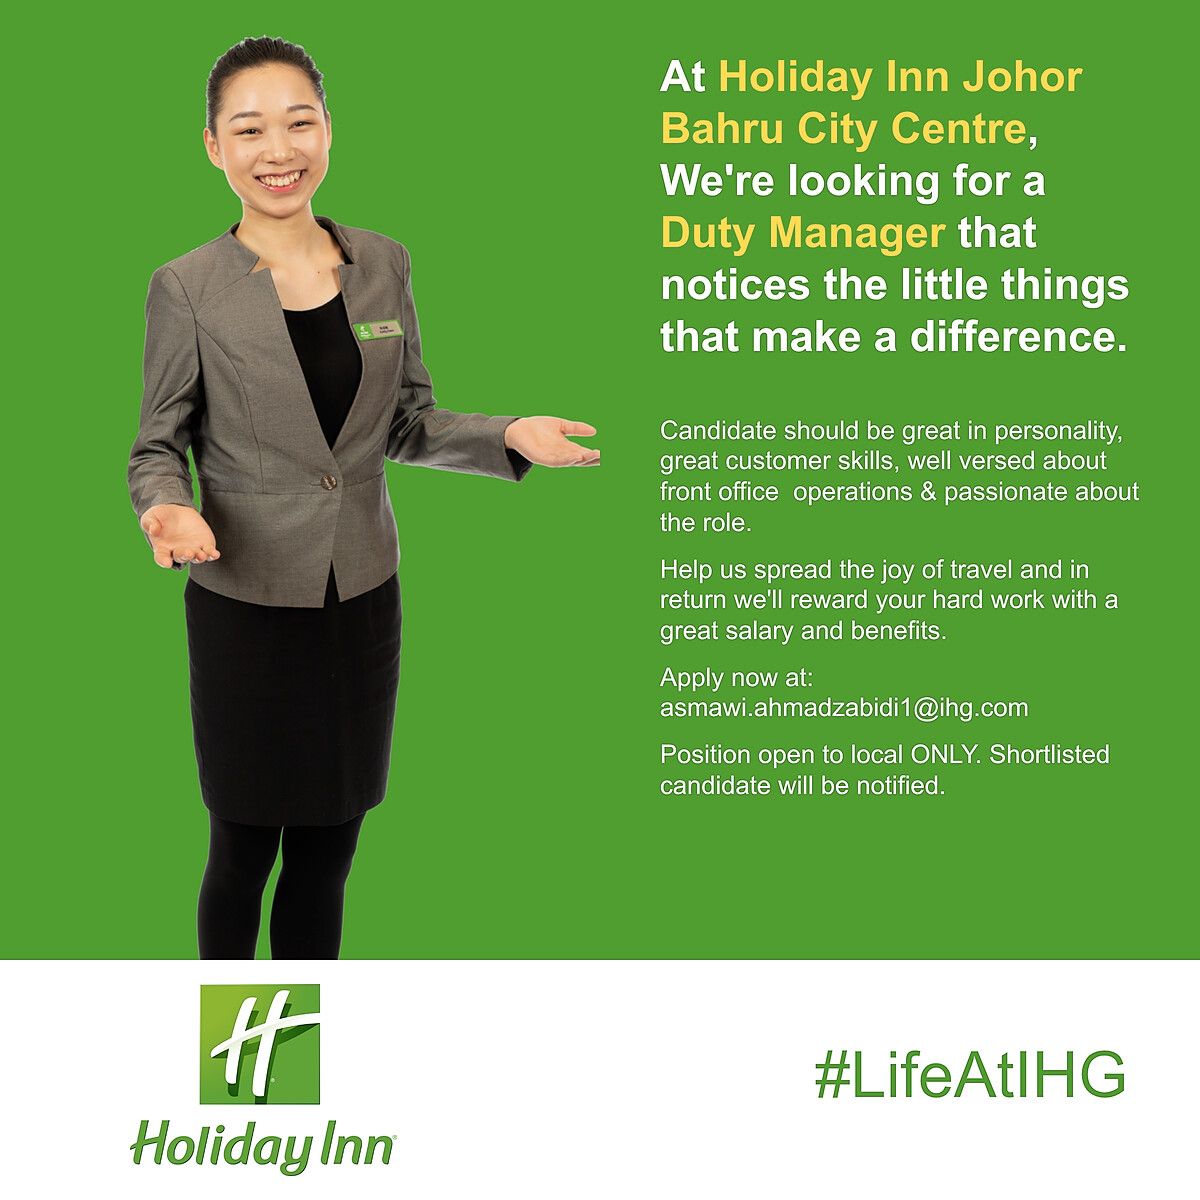 At Holiday Inn Johor
Bahru City Centre,
We're looking for a
Duty Manager that
notices the little things
that make a difference.
Candidate should be great in personality,
great customer skills, well versed about
front office  operations & passionate about
the role.
Help us spread the joy of travel and in
return we'll reward your hard work with a
great salary and benefits.
Apply now at:
asmawi.ahmadzabidi1@ihg.com
Position open to local ONLY. Shortlisted
candidate will be notified.
H
Holiday Inn®
#LifeAtIHG